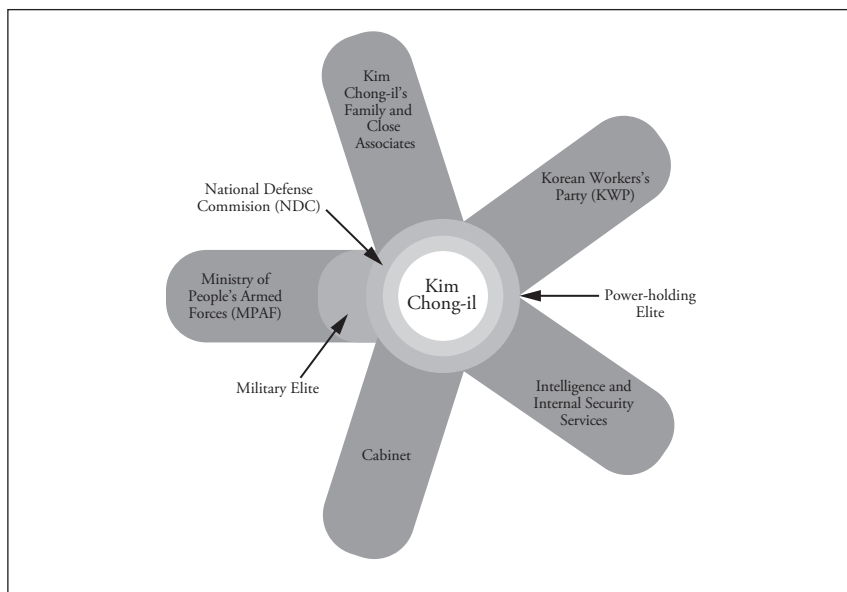 Kim
Chong-il's
Family and
Close
Associates
Korean Workers's
Party (KWP)
National Defense
Commision (NDC)
Ministry of
People's Armed
Forces (MPAF)
Kim
Chong-il
Power-holding
Elite
Military Elite
Intelligence and
Internal Security
Services
Cabinet